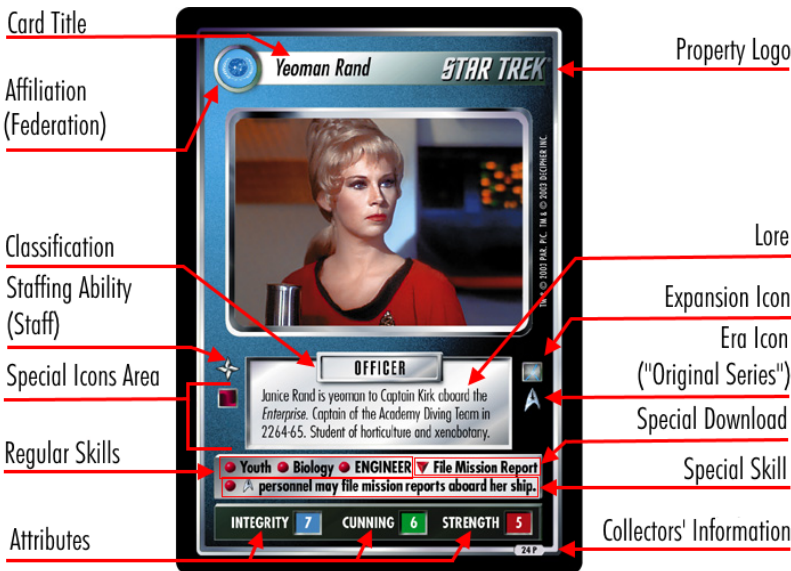 Card Title
Yeoman Rand
STAR TREK
Property Logo
Affiliation
(Federation)
TM & © 2003 PAR. PIC. TM & © 2003 DECIPHER INC.
Classification
Lore
Staffing Ability
(Staff)
Expansion Icon
Era Icon
("Original Series")
OFFICER
Special Icons Area
Janice Rand is yeoman to Captain Kirk aboard the
Enterprise. Captain of the Academy Diving Team in
2264-65. Student of horticulture and xenobotany.
Special Download
Regular Skills
Youth Biology ENGINEER File Mission Report
Special Skill
personnel may file mission reports aboard her ship.
Attributes
INTEGRITY 7 CUNNING 6 STRENGTH 5
Collectors' Information
24 P